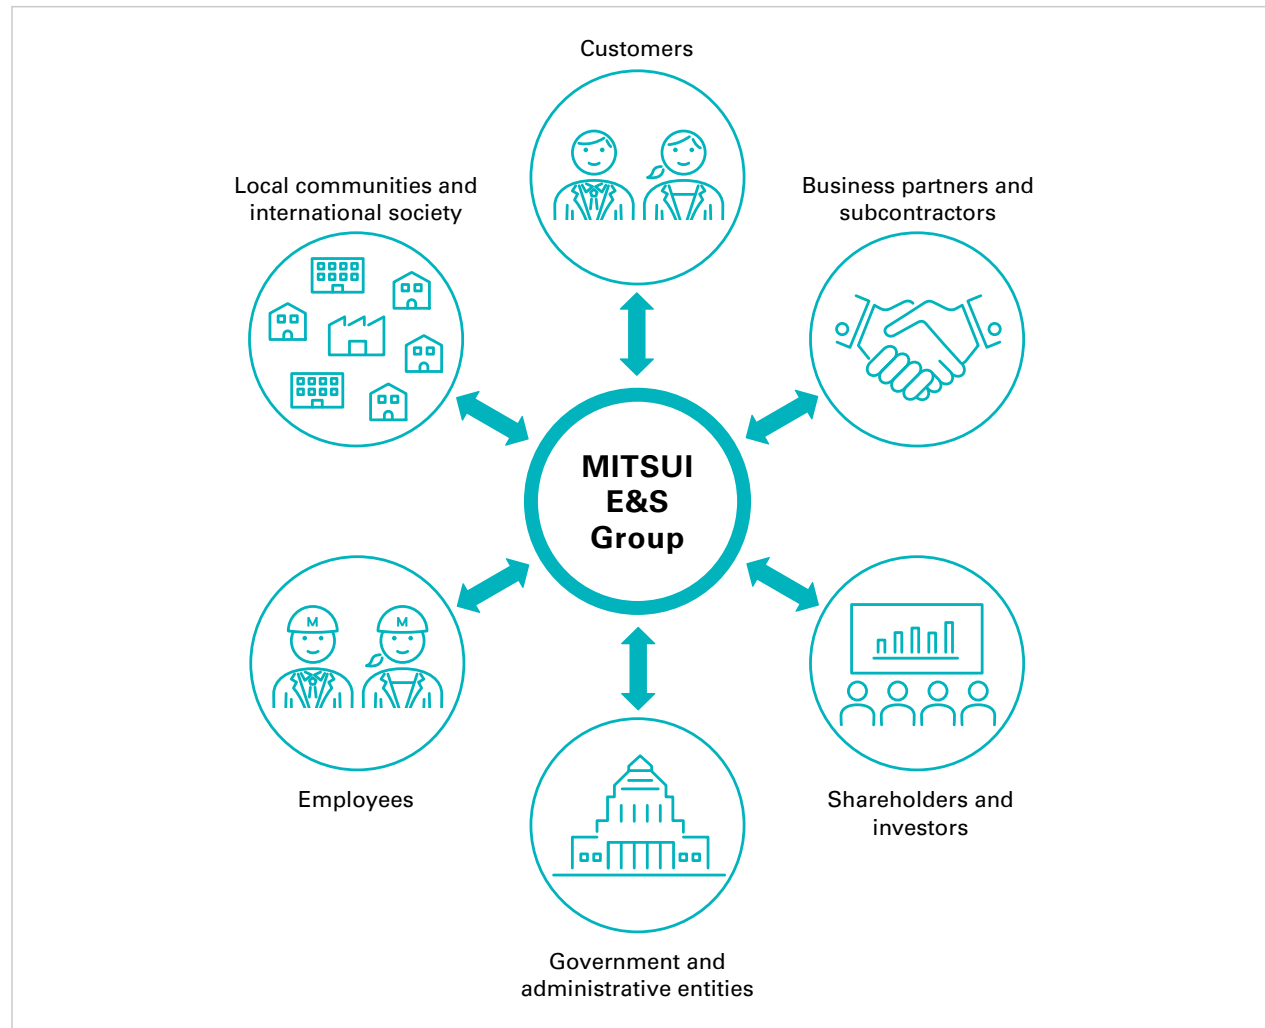 Customers
Local communities and
international society
Business partners and
subcontractors
MITSUI
E&S
Group
M
M
Employees
Shareholders and
investors
Government and
administrative entities